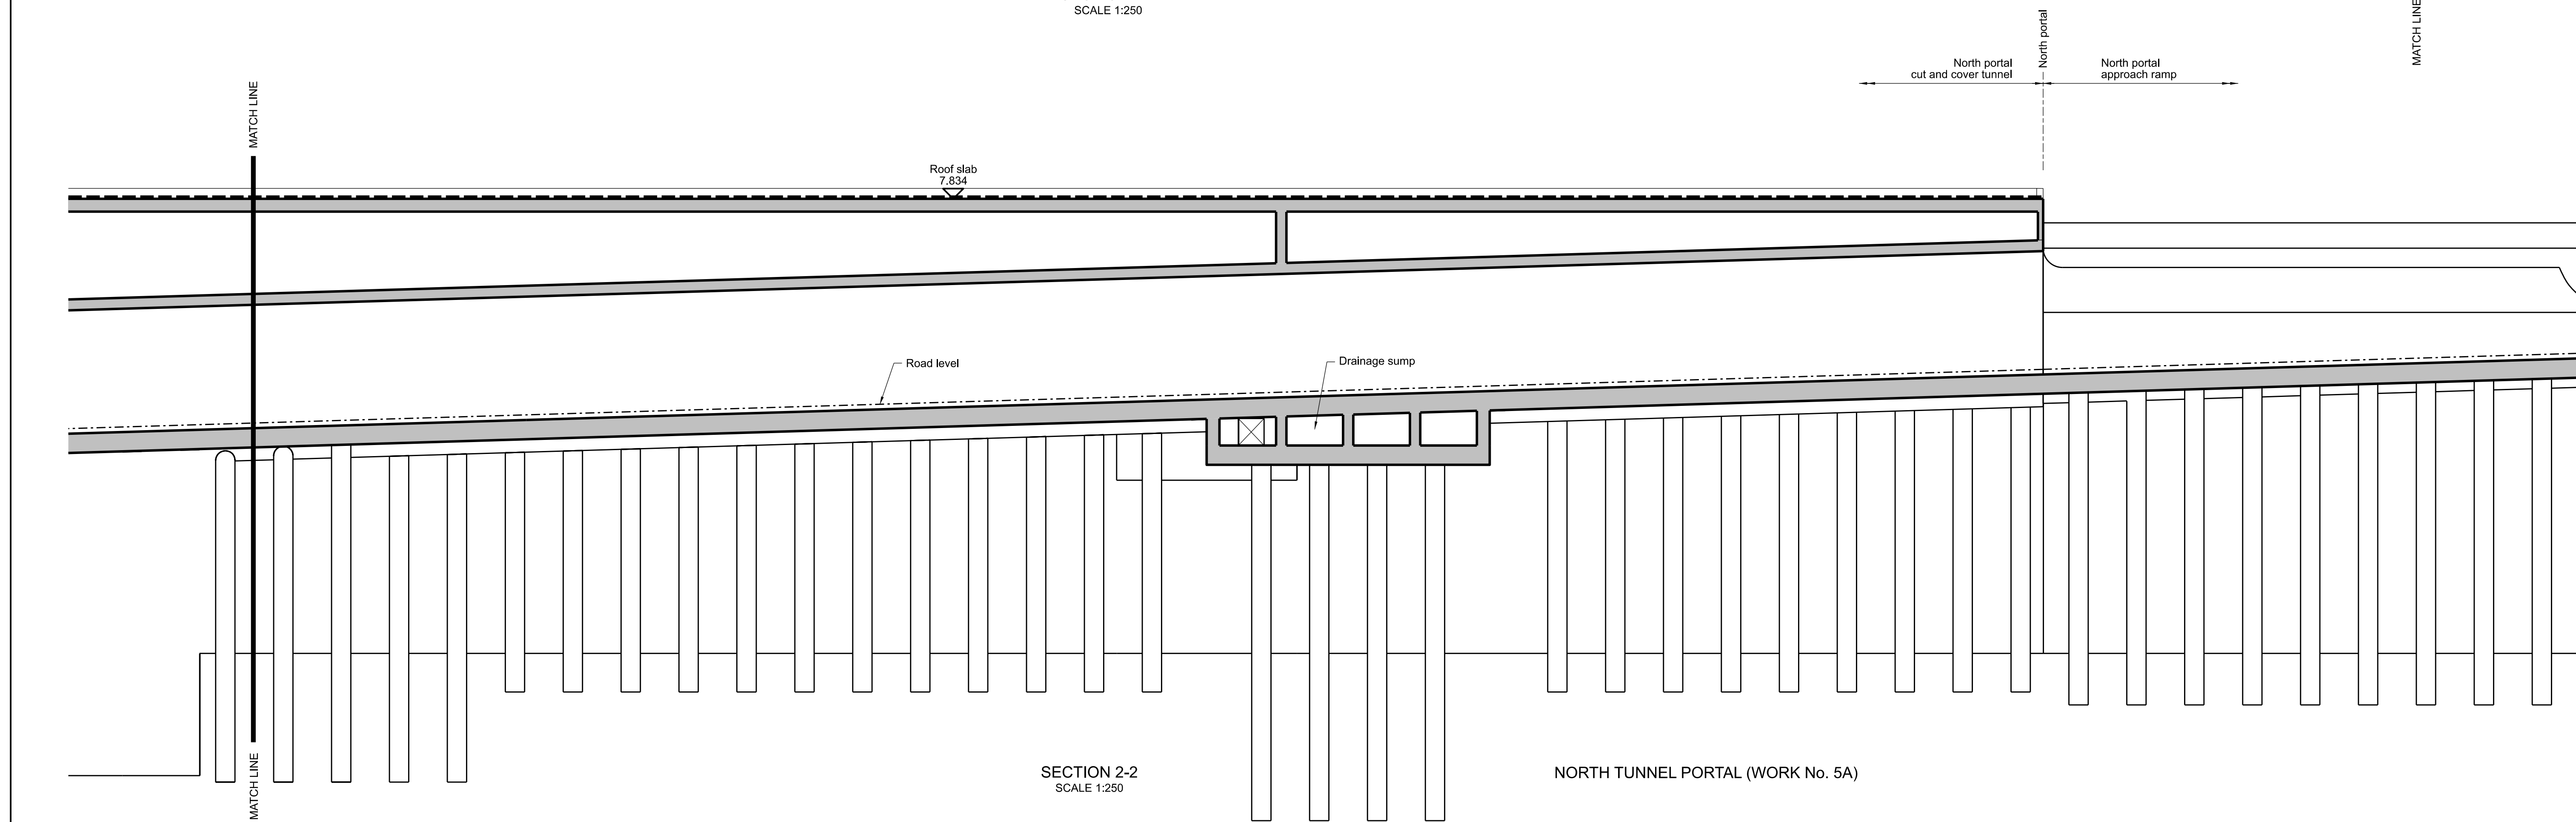 SCALE 1:250
MATCH LINE
North portal
North portal
cut and cover tunnel
North portal
approach ramp
MATCH LINE
Roof slab
7.834
Road level
Drainage sump
MATCH LINE
SECTION 2-2
SCALE 1:250
NORTH TUNNEL PORTAL (WORK No. 5A)